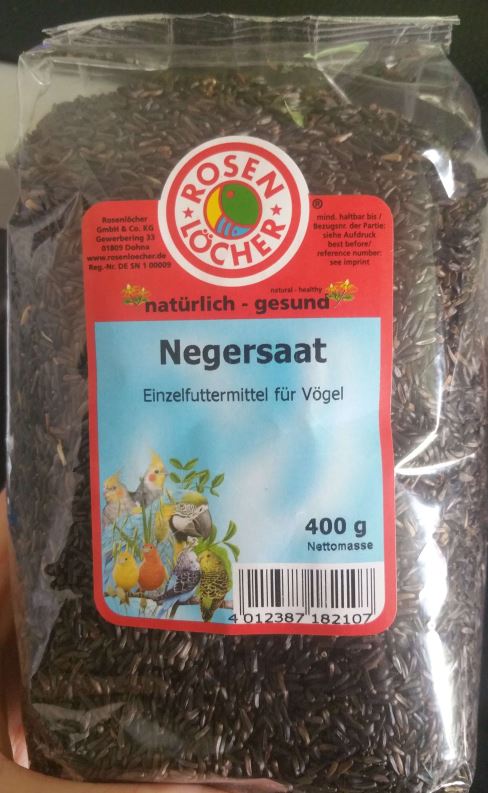 ROSEN
LÖCHER
®
Rosenlöcher
GmbH & Co. KG
Gewerbering 33
01809 Dohna
www.rosenloecher.de
Reg.-Nr. DE SN 1 00009
mind. haltbar bis /
Bezugsnr. der Partie:
siehe Aufdruck
best before/
reference number:
see imprint
natural - healthy
natürlich - gesund
Negersaat
Einzelfuttermittel für Vögel
400 g
Nettomasse
4 012387 182107